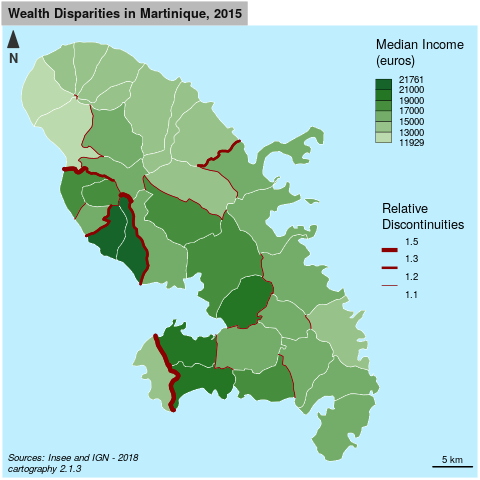 Wealth Disparities in Martinique, 2015
N
Median Income
(euros)
21761
21000
19000
17000
15000
13000
11929
Relative
Discontinuities
1.5
1.3
1.2
1.1
Sources: Insee and IGN - 2018
cartography 2.1.3
5 km